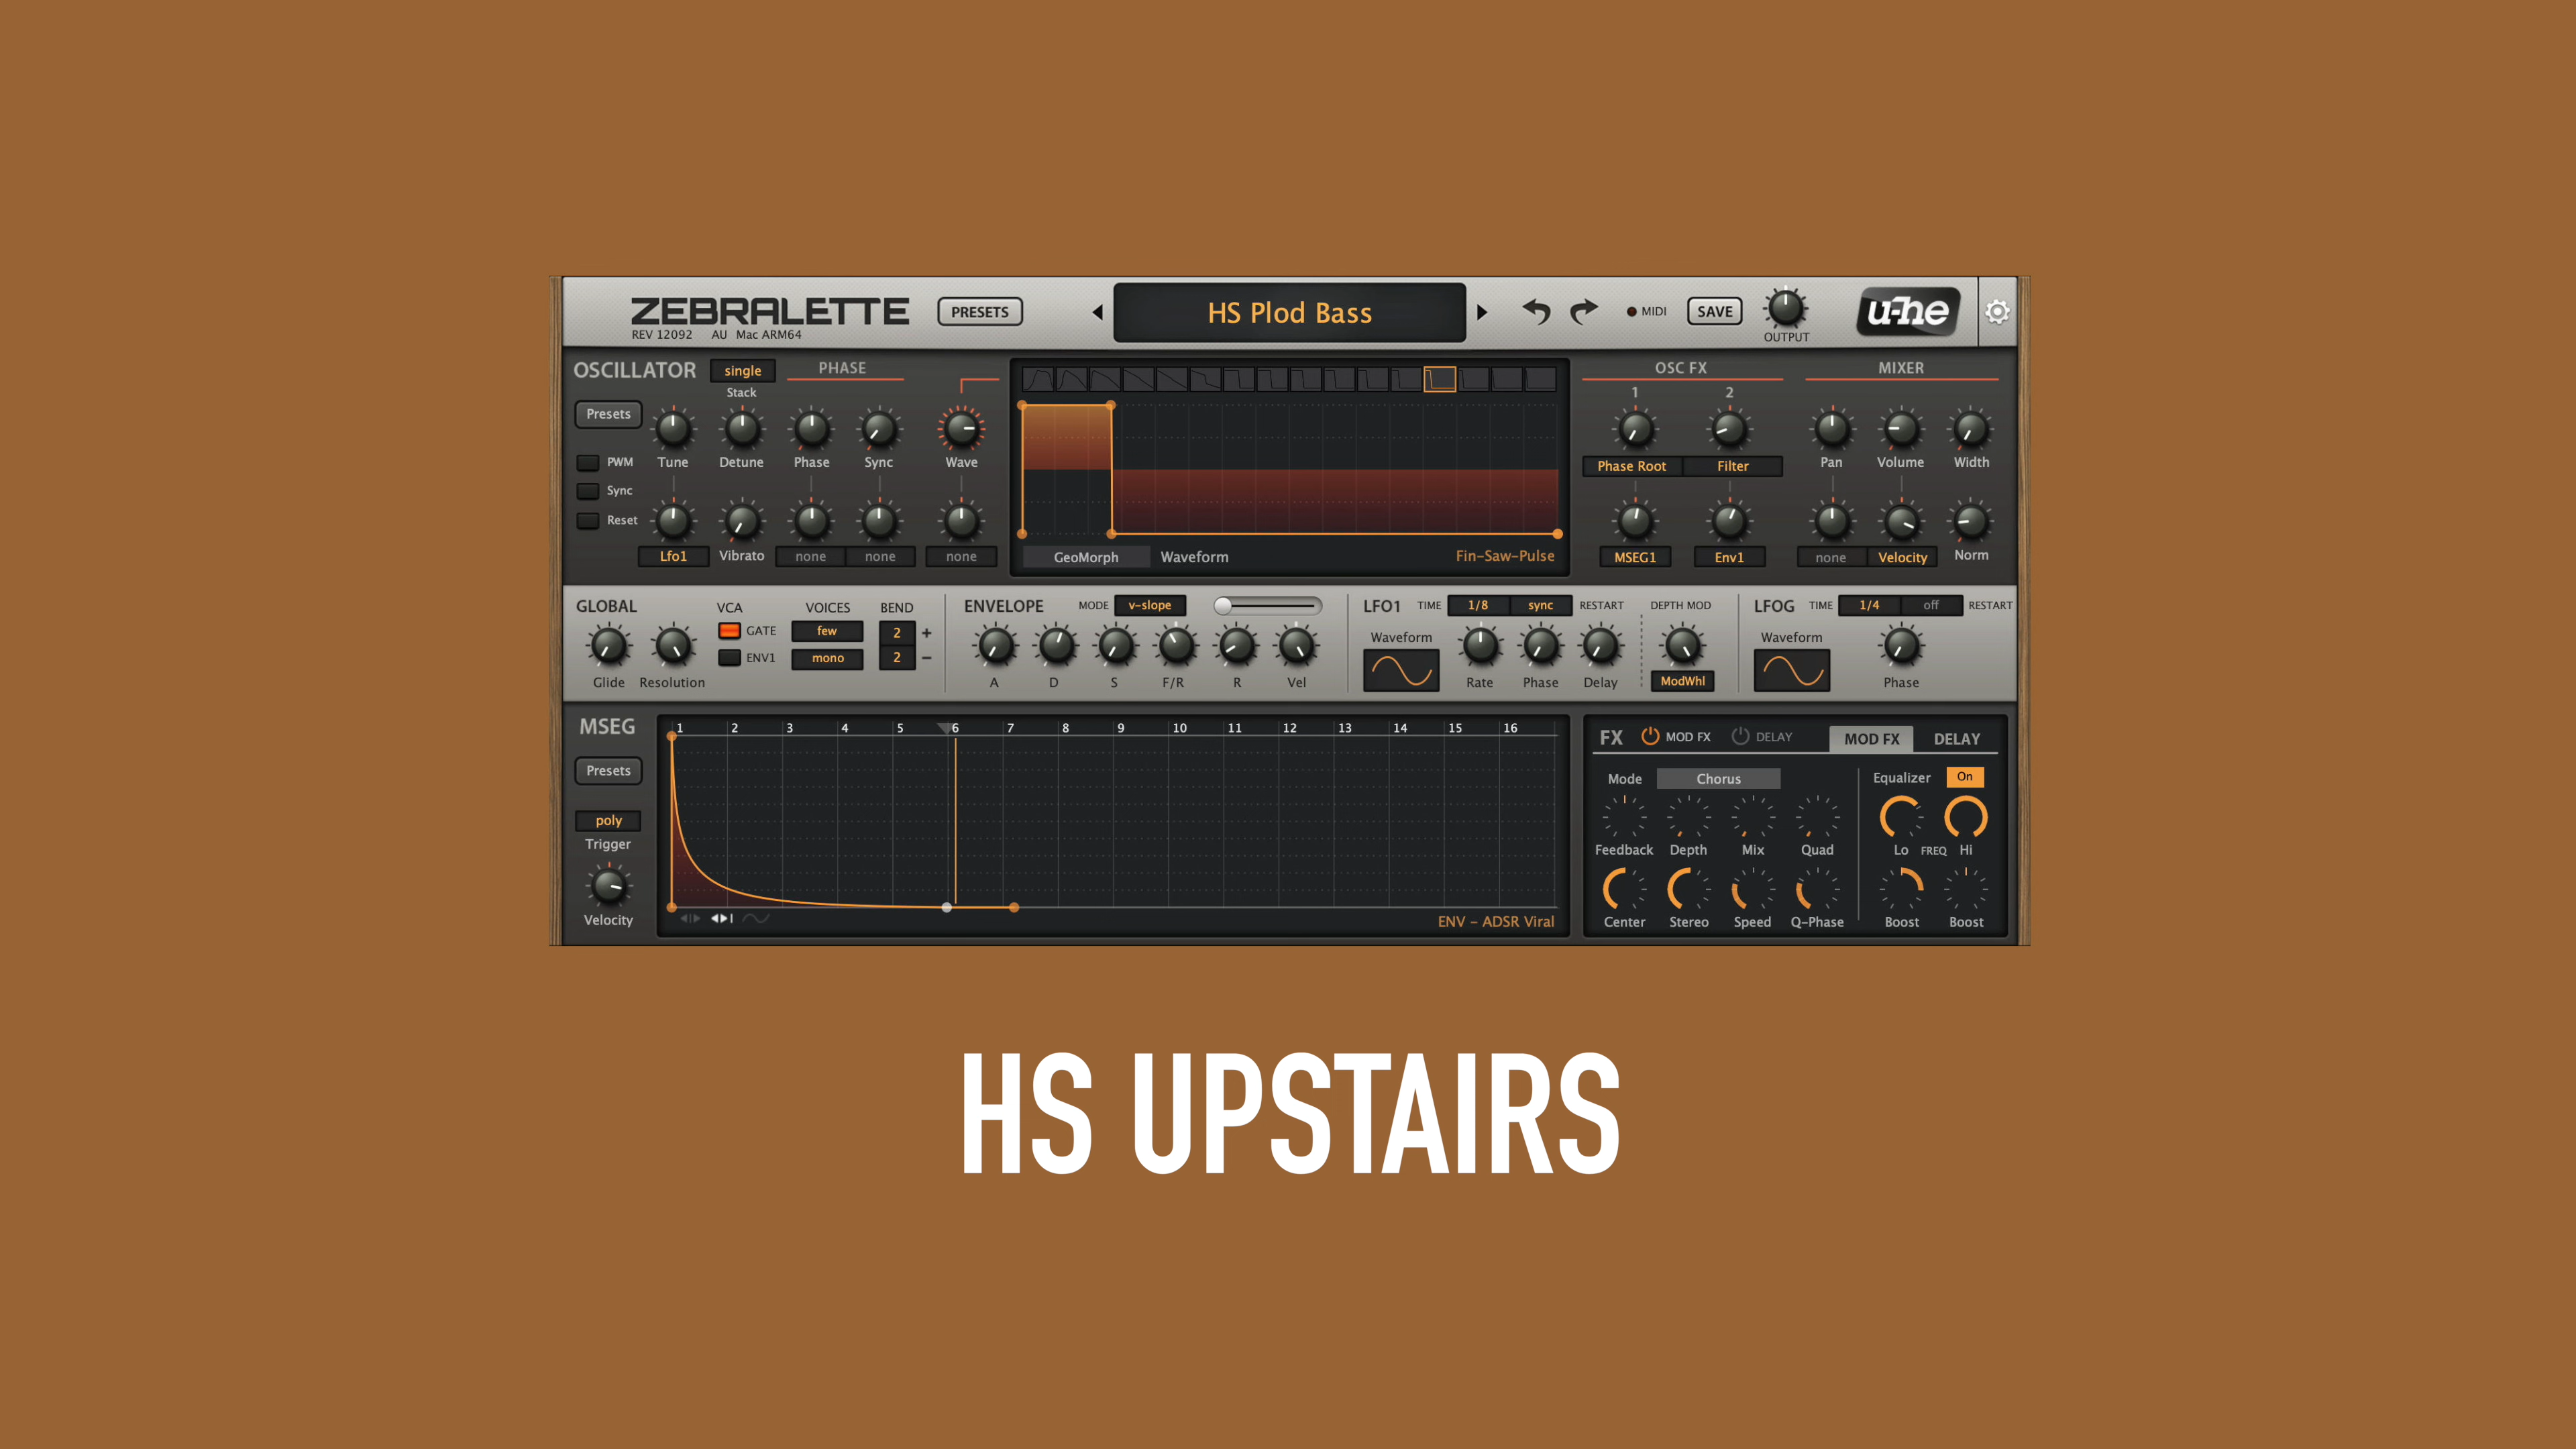 ZEBRALETTE
REV 12092 AU Mac ARM64
PRESETS
HS Plod Bass
MIDI
SAVE
OUTPUT
u-he
OSCILLATOR
single
Stack
PHASE
Presets
PWM
Sync
Reset
Tune Detune Phase Sync Wave
Lfo1 Vibrato none none none
GeoMorph Waveform Fin-Saw-Pulse
OSC FX
1 2
Phase Root Filter
MSEG1 Env1
MIXER
Pan Volume Width
none Velocity Norm
GLOBAL
Glide Resolution
VCA
GATE
ENV1
VOICES
few
mono
BEND
2 +
2 −
ENVELOPE MODE v-slope
A D S F/R R Vel
LFO1 TIME 1/8 sync RESTART
Waveform
Rate Phase Delay
DEPTH MOD
ModWhl
LFOG TIME 1/4 off RESTART
Waveform
Phase
MSEG
Presets
poly
Trigger
Velocity
1 2 3 4 5 6 7 8 9 10 11 12 13 14 15 16
ENV - ADSR Viral
FX MOD FX DELAY MOD FX DELAY
Mode Chorus
Equalizer On
Feedback Depth Mix Quad
Lo FREQ Hi
Center Stereo Speed Q-Phase
Boost Boost
HS UPSTAIRS